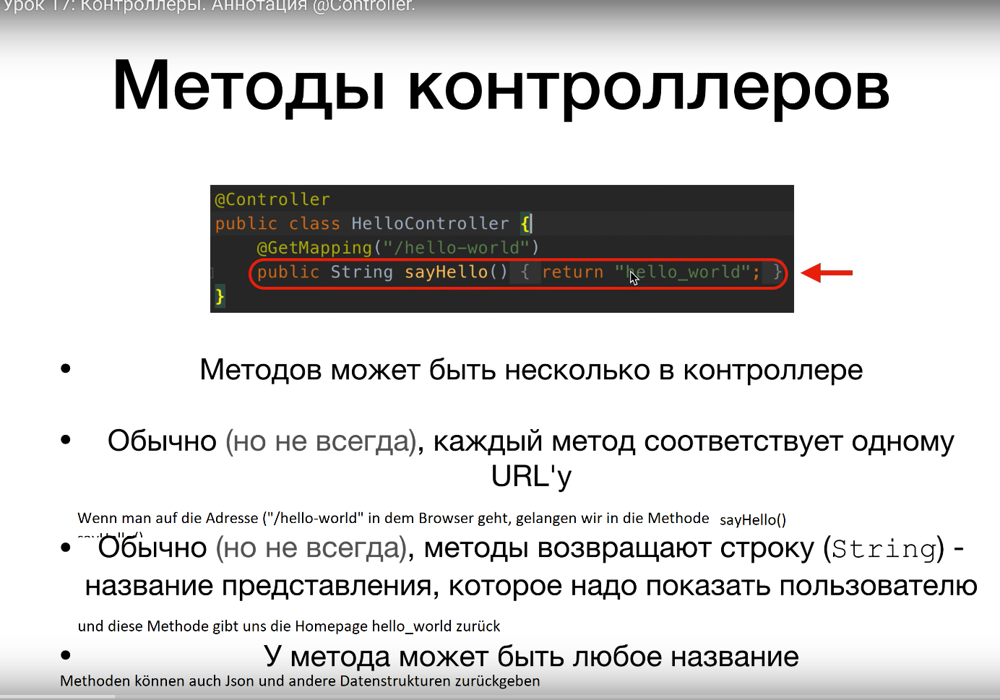 Урок 17: Контроллеры. Аннотация @Controller.
Методы контроллеров
@Controller
public class HelloController {
@GetMapping("/hello-world")
public String sayHello() { return "hello_world"; }
}
• Методов может быть несколько в контроллере
• Обычно (но не всегда), каждый метод соответствует одному
URL'у
Wenn man auf die Adresse ("/hello-world" in dem Browser geht, gelangen wir in die Methode sayHello()
sayHello()
• Обычно (но не всегда), методы возвращают строку (String) -
название представления, которое надо показать пользователю
und diese Methode gibt uns die Homepage hello_world zurück
• У метода может быть любое название
Methoden können auch Json und andere Datenstrukturen zurückgeben